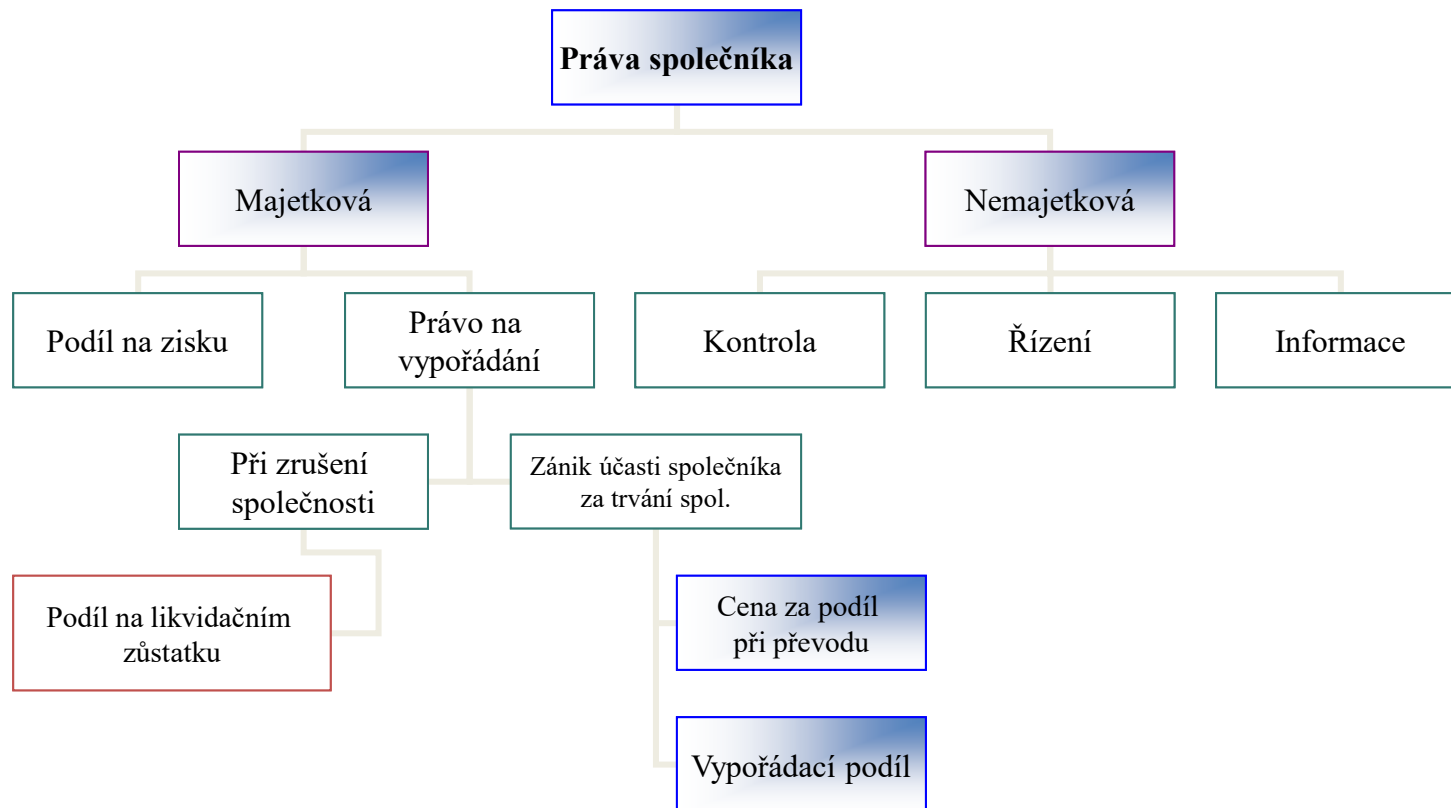 Práva společníka
Majetková
Nemajetková
Podíl na zisku
Právo na
vypořádání
Kontrola
Řízení
Informace
Při zrušení
společnosti
Zánik účasti společníka
za trvání spol.
Podíl na likvidačním
zůstatku
Cena za podíl
při převodu
Vypořádací podíl